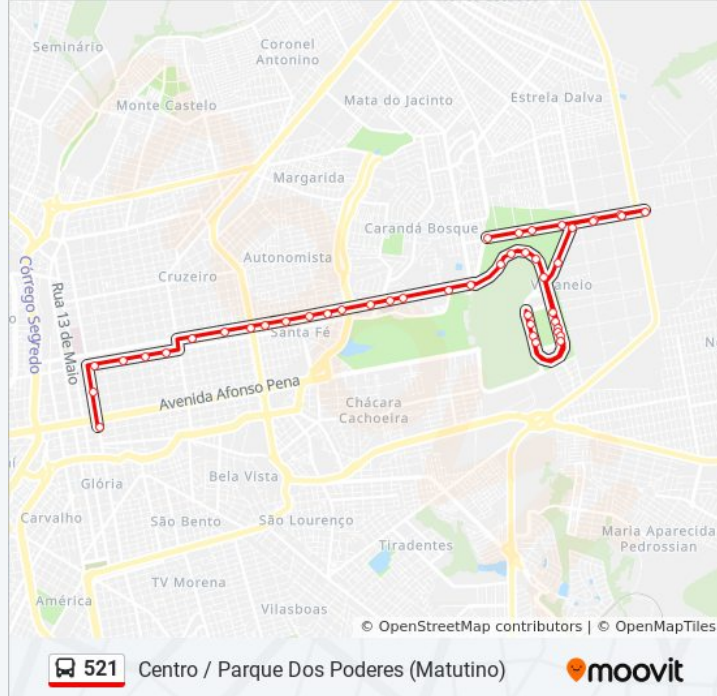 Seminário
Coronel
Antonino
Monte Castelo
Mata do Jacinto
Estrela Dalva
Margarida
Carandá Bosque
Autonomista
Cruzeiro
Córrego Segredo
Rua 13 de Maio
Santa Fé
Avenida Afonso Pena
Chácara
Cachoeira
Bela Vista
Glória
Carvalho
São Bento
São Lourenço
Tiradentes
Maria Aparecida
Pedrossian
TV Morena
América
Vilasboas
© OpenStreetMap contributors | © OpenMapTiles
521 Centro / Parque Dos Poderes (Matutino)
moovit